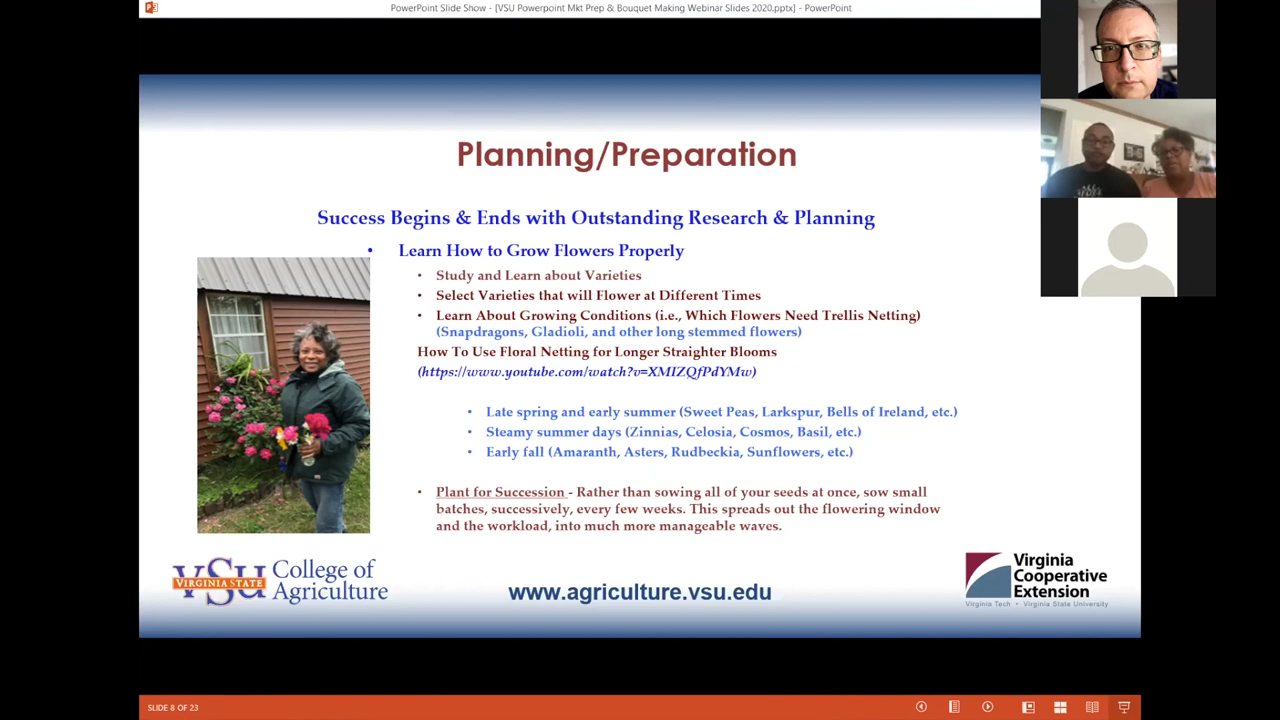 PowerPoint Slide Show - [VSU Powerpoint Mkt Prep & Bouquet Making Webinar Slides 2020.pptx] - PowerPoint
Planning/Preparation
Success Begins & Ends with Outstanding Research & Planning
• Learn How to Grow Flowers Properly
• Study and Learn about Varieties
• Select Varieties that will Flower at Different Times
• Learn About Growing Conditions (i.e., Which Flowers Need Trellis Netting)
(Snapdragons, Gladioli, and other long stemmed flowers)
How To Use Floral Netting for Longer Straighter Blooms
(https://www.youtube.com/watch?v=XMIZQfPdYMw)
• Late spring and early summer (Sweet Peas, Larkspur, Bells of Ireland, etc.)
• Steamy summer days (Zinnias, Celosia, Cosmos, Basil, etc.)
• Early fall (Amaranth, Asters, Rudbeckia, Sunflowers, etc.)
• Plant for Succession - Rather than sowing all of your seeds at once, sow small
batches, successively, every few weeks. This spreads out the flowering window
and the workload, into much more manageable waves.
VSU
VIRGINIA STATE
College of
Agriculture
www.agriculture.vsu.edu
Virginia
Cooperative
Extension
Virginia Tech • Virginia State University
SLIDE 8 OF 23